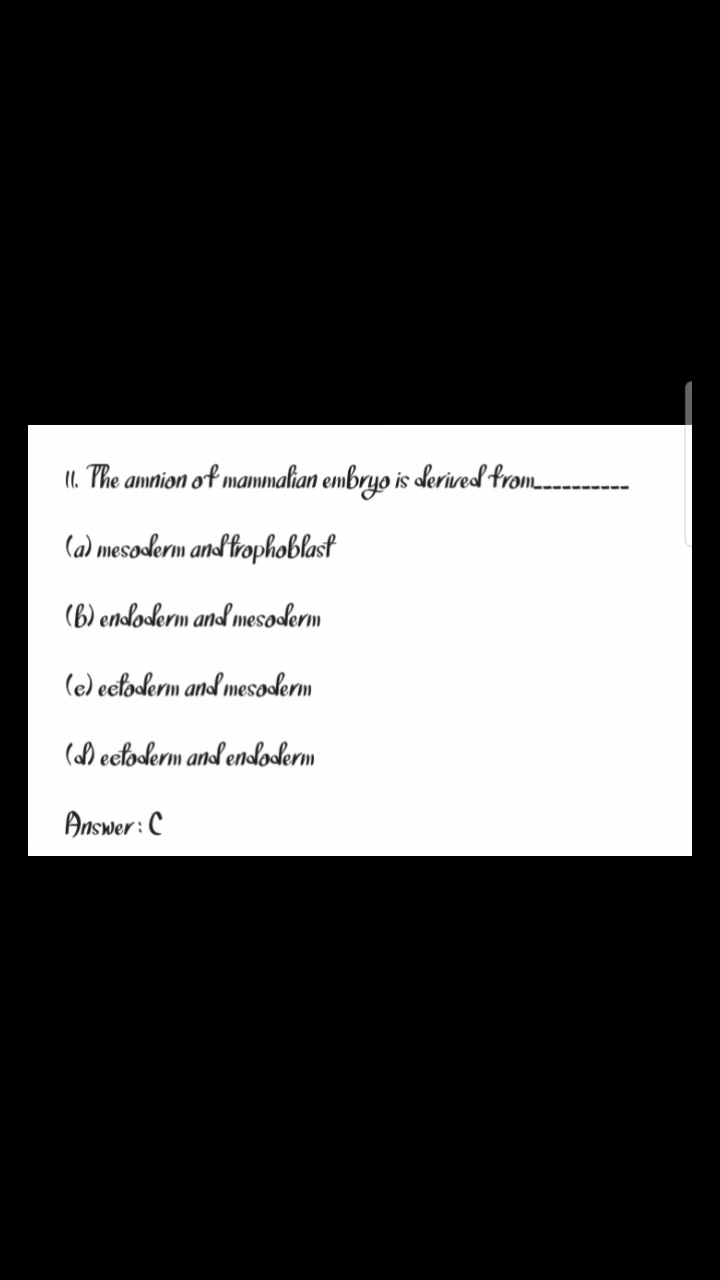 11. The amnion of mammalian embryo is derived from__________
(a) mesoderm and trophoblast
(b) endoderm and mesoderm
(c) ectoderm and mesoderm
(d) ectoderm and endoderm
Answer: C